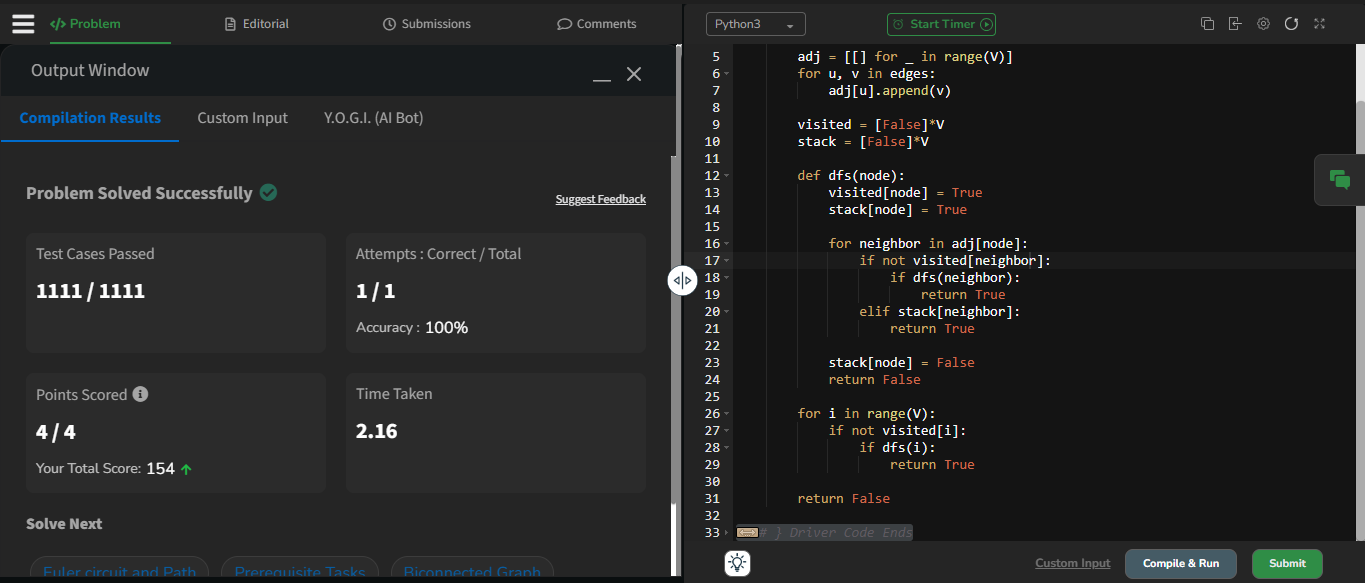 Problem
Editorial
Submissions
Comments
Output Window
Compilation Results
Custom Input
Y.O.G.I. (AI Bot)
Problem Solved Successfully
Suggest Feedback
Test Cases Passed
1111 / 1111
Attempts : Correct / Total
1 / 1
Accuracy : 100%
Points Scored
4 / 4
Your Total Score: 154
Time Taken
2.16
Solve Next
Euler circuit and Path
Prerequisite Tasks
Biconnected Graph
Python3
Start Timer
5 adj = [[] for _ in range(V)]
6 for u, v in edges:
7 adj[u].append(v)
8
9 visited = [False]*V
10 stack = [False]*V
11
12 def dfs(node):
13 visited[node] = True
14 stack[node] = True
15
16 for neighbor in adj[node]:
17 if not visited[neighbor]:
18 if dfs(neighbor):
19 return True
20 elif stack[neighbor]:
21 return True
22
23 stack[node] = False
24 return False
25
26 for i in range(V):
27 if not visited[i]:
28 if dfs(i):
29 return True
30
31 return False
32
33 # } Driver Code Ends
Custom Input
Compile & Run
Submit